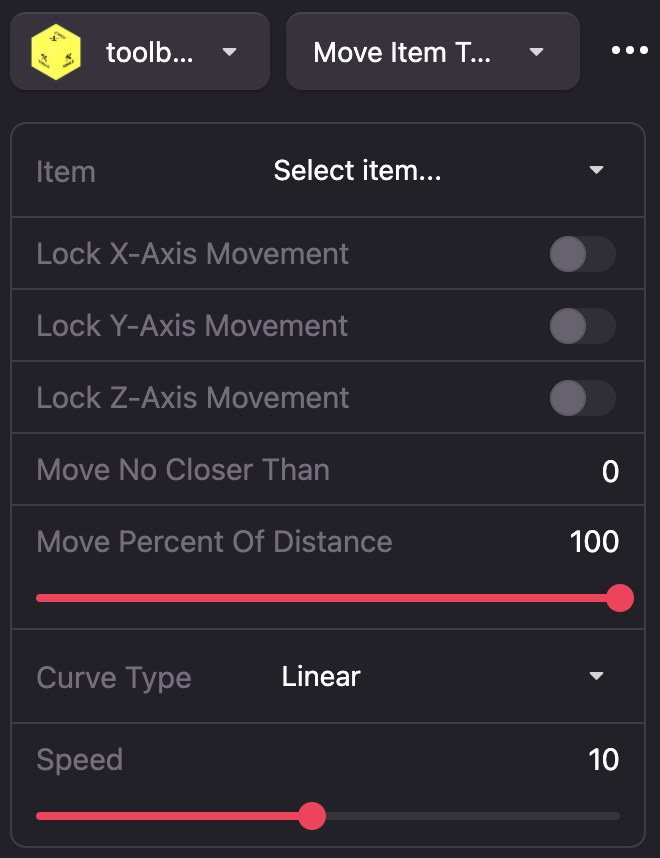 toolb...
Move Item T...
Item
Select item...
Lock X-Axis Movement
Lock Y-Axis Movement
Lock Z-Axis Movement
Move No Closer Than
0
Move Percent Of Distance
100
Curve Type
Linear
Speed
10